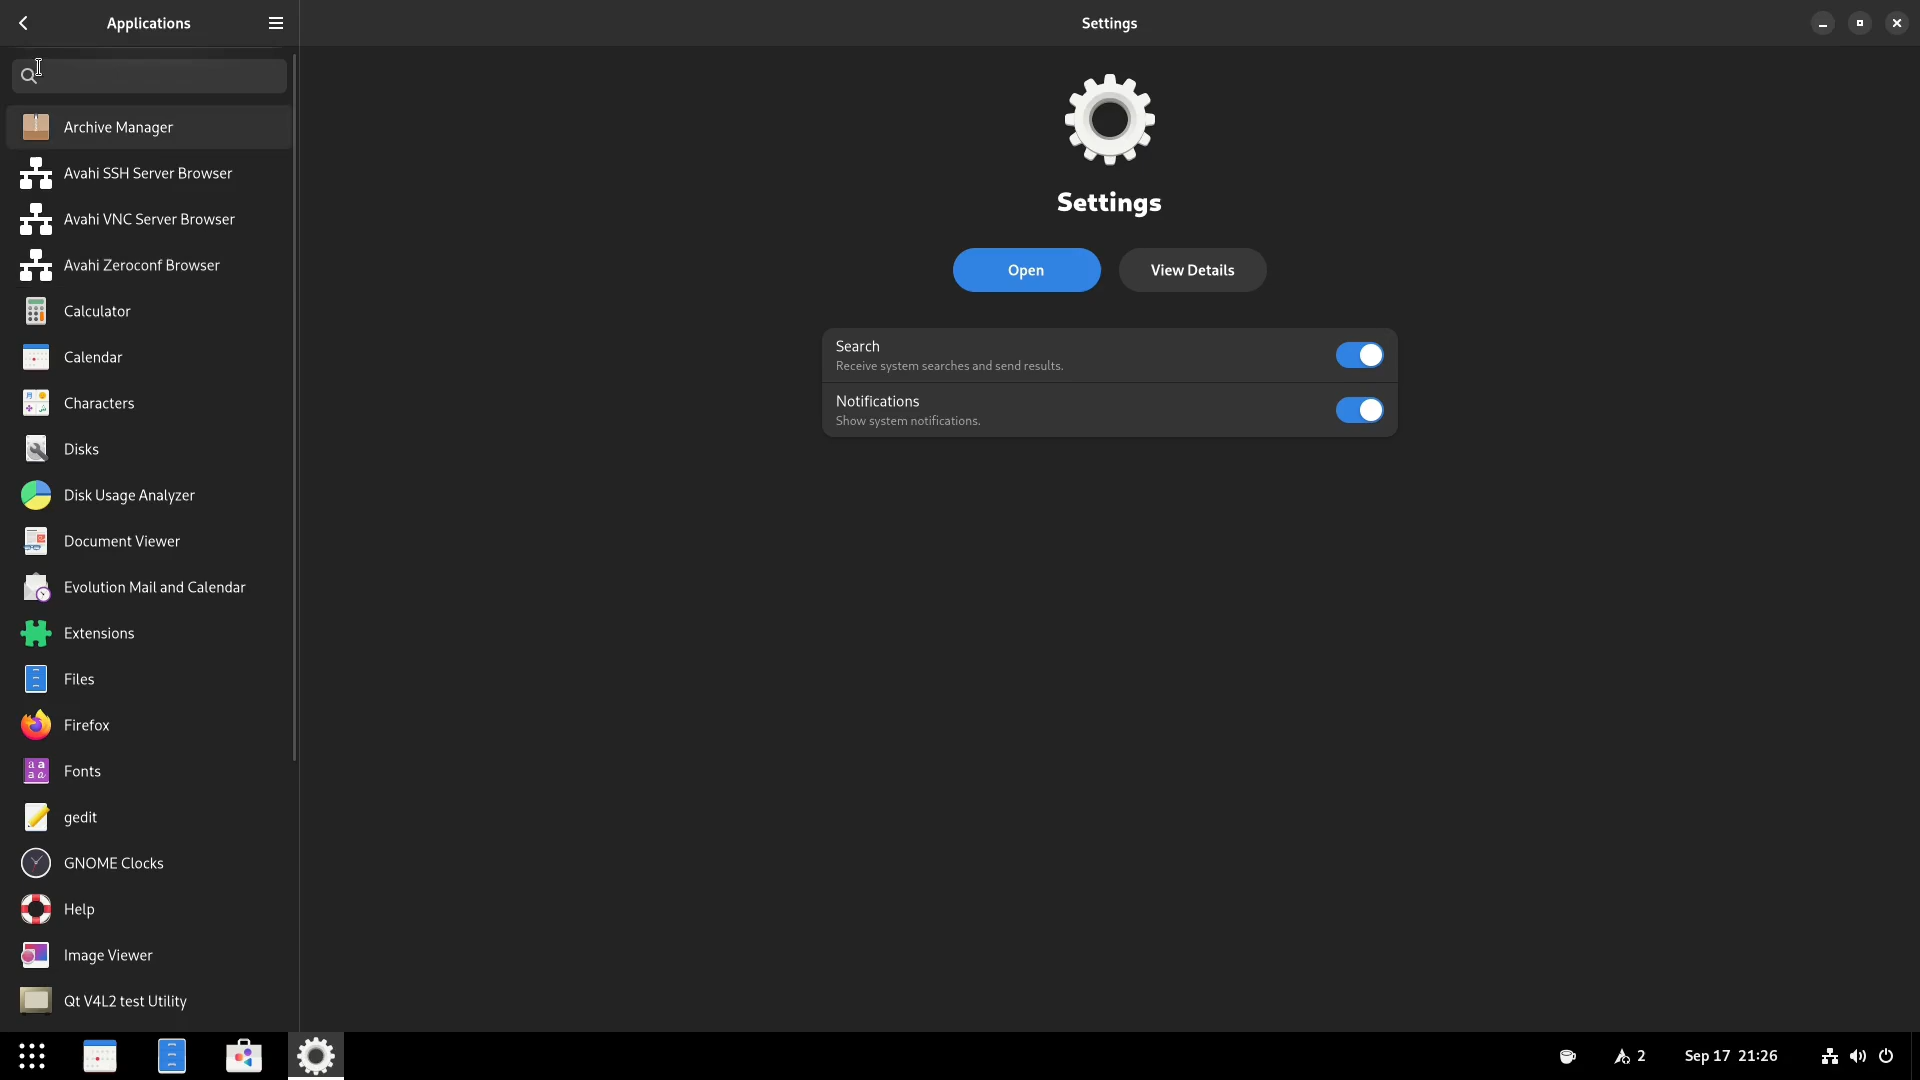 Applications
Settings
Archive Manager
Avahi SSH Server Browser
Avahi VNC Server Browser
Avahi Zeroconf Browser
Calculator
Calendar
Characters
Disks
Disk Usage Analyzer
Document Viewer
Evolution Mail and Calendar
Extensions
Files
Firefox
Fonts
gedit
GNOME Clocks
Help
Image Viewer
Qt V4L2 test Utility
Settings
Open
View Details
Search
Receive system searches and send results.
Notifications
Show system notifications.
2
Sep 17 21:26